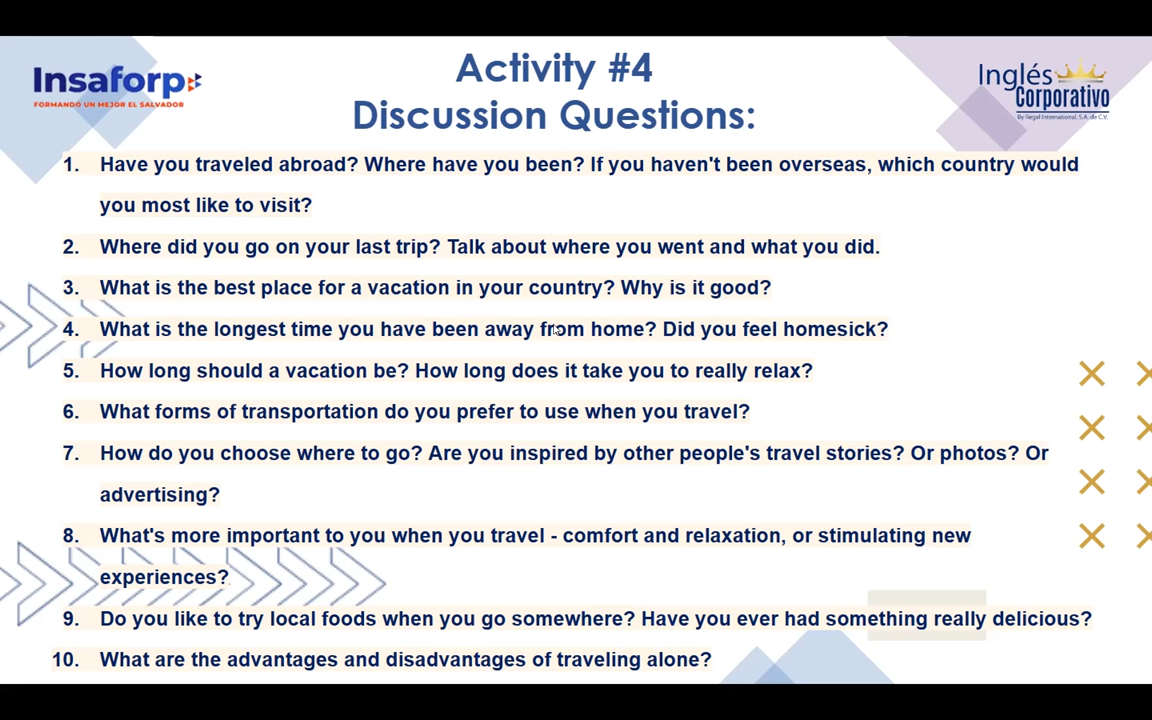 Insaforp
FORMANDO UN MEJOR EL SALVADOR
Activity #4
Discussion Questions:
Inglés
Corporativo
By Regal International, S.A. de C.V.
1. Have you traveled abroad? Where have you been? If you haven't been overseas, which country would
you most like to visit?
2. Where did you go on your last trip? Talk about where you went and what you did.
3. What is the best place for a vacation in your country? Why is it good?
4. What is the longest time you have been away from home? Did you feel homesick?
5. How long should a vacation be? How long does it take you to really relax?
6. What forms of transportation do you prefer to use when you travel?
7. How do you choose where to go? Are you inspired by other people's travel stories? Or photos? Or
advertising?
8. What's more important to you when you travel - comfort and relaxation, or stimulating new
experiences?
9. Do you like to try local foods when you go somewhere? Have you ever had something really delicious?
10. What are the advantages and disadvantages of traveling alone?